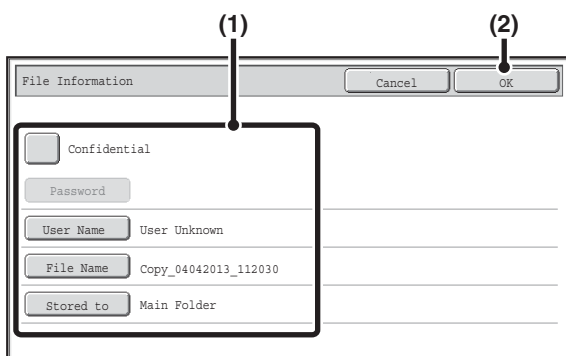 (1) (2)
File Information Cancel OK
Confidential
Password
User Name User Unknown
File Name Copy_04042013_112030
Stored to Main Folder